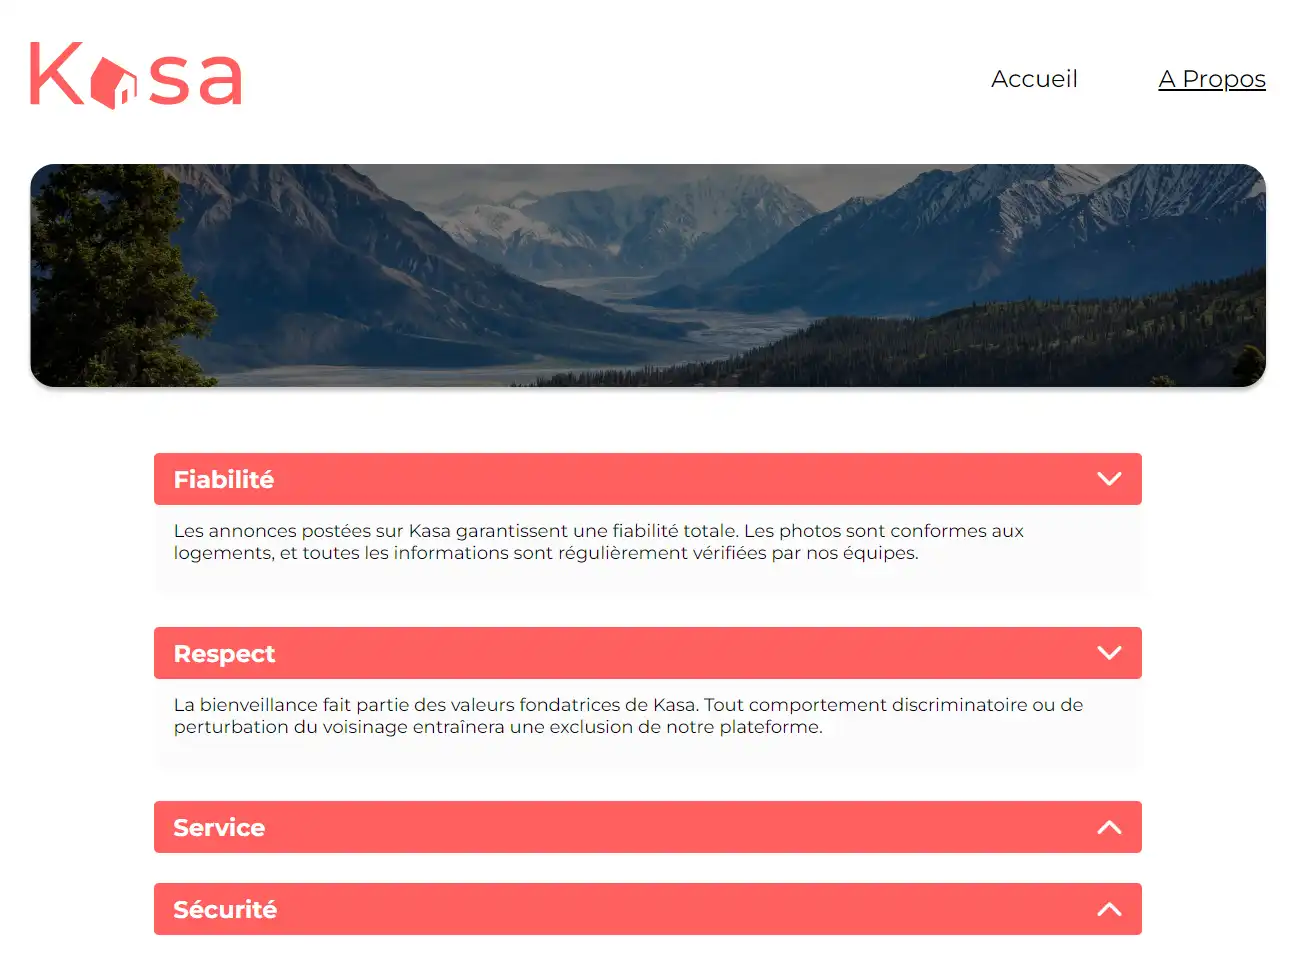 Kasa
Accueil
A Propos
Fiabilité
Les annonces postées sur Kasa garantissent une fiabilité totale. Les photos sont conformes aux
logements, et toutes les informations sont régulièrement vérifiées par nos équipes.
Respect
La bienveillance fait partie des valeurs fondatrices de Kasa. Tout comportement discriminatoire ou de
perturbation du voisinage entraînera une exclusion de notre plateforme.
Service
Sécurité